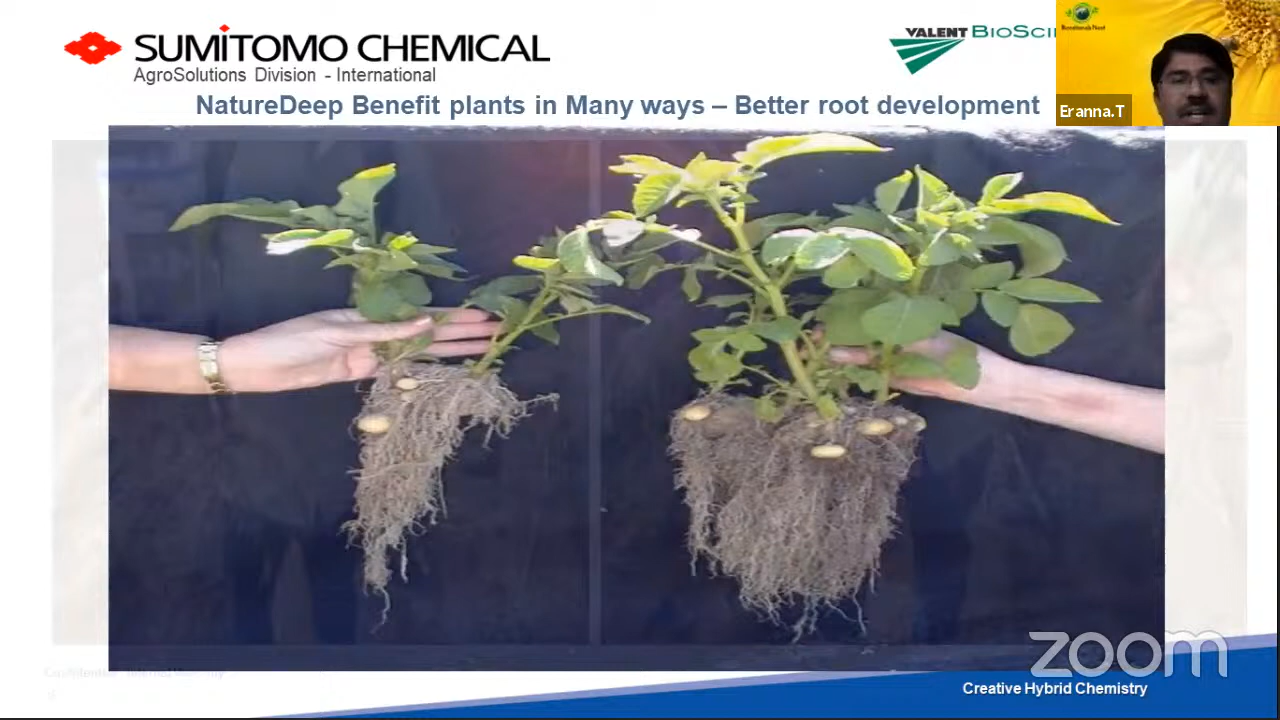 SUMITOMO CHEMICAL
AgroSolutions Division - International
VALENT
NatureDeep Benefit plants in Many ways – Better root development
Eranna.T
zoom
Creative Hybrid Chemistry